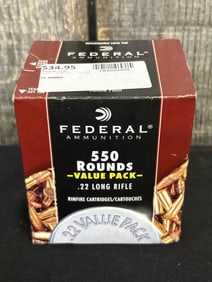 $34.95
FEDERAL
AMMUNITION
550
ROUNDS
VALUE PACK
.22 LONG RIFLE
RIMFIRE CARTRIDGES/CARTOUCHES
.22 VALUE PACK